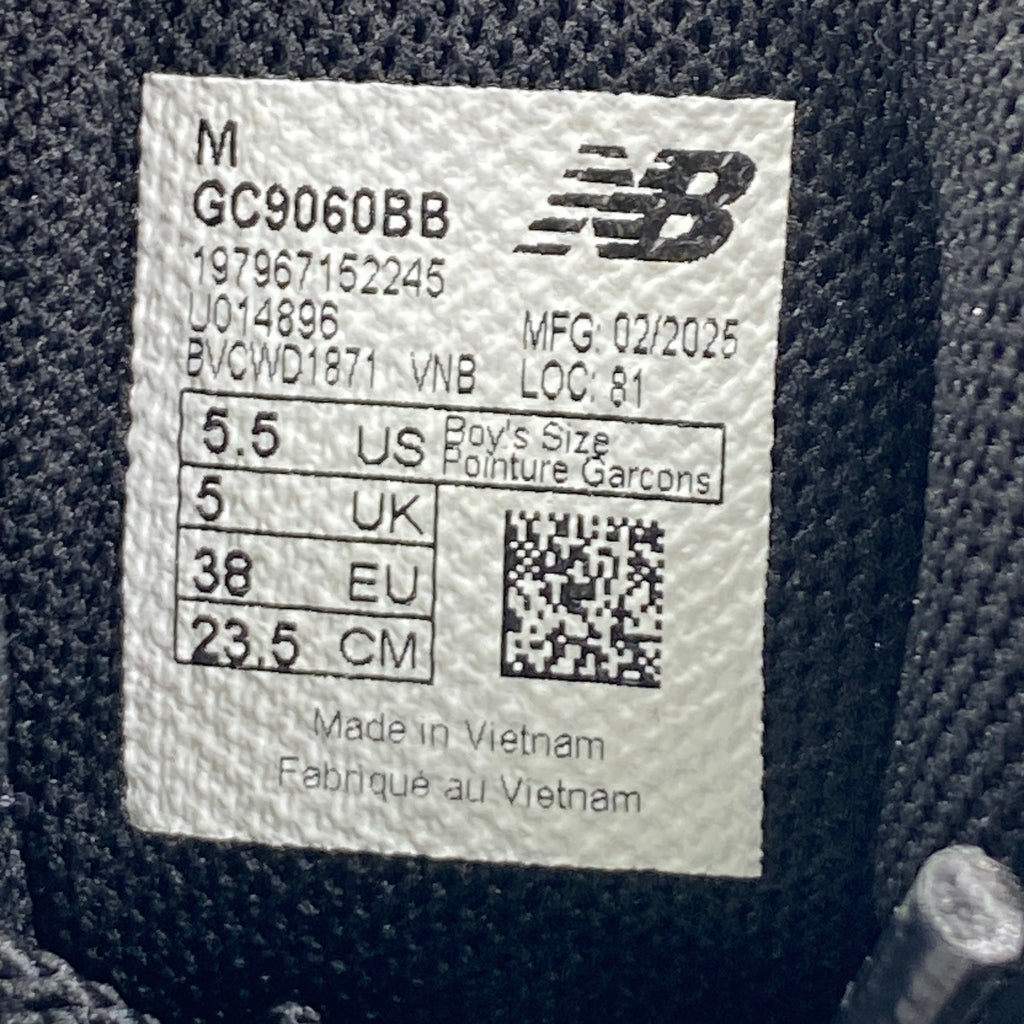 M
GC9060BB
NB
197967152245
U014896
MFG: 02/2025
BVCWD1871 VNB LOC: 81
5.5 US Boy's Size
Pointure Garcons
5 UK
38 EU
23.5 CM
Made in Vietnam
Fabriqué au Vietnam